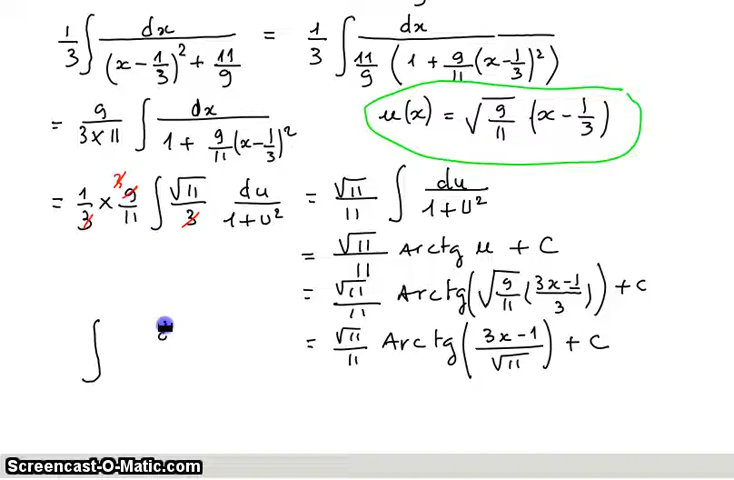 1/3 ∫ dx / ((x - 1/3)² + 11/9) = 1/3 ∫ dx / (11/9 (1 + 9/11 (x - 1/3)²))
= 9/(3 × 11) ∫ dx / (1 + 9/11 (x - 1/3)²)
u(x) = √(9/11) (x - 1/3)
= 1/3 × 9/11 ∫ √11/3 du/(1 + u²) = √11/11 ∫ du/(1 + u²)
3
= √11/11 Arctg u + C
= √11/11 Arctg(√(9/11) (3x - 1)/3) + C
∫ = √11/11 Arctg((3x - 1)/√11) + C
Screencast-O-Matic.com